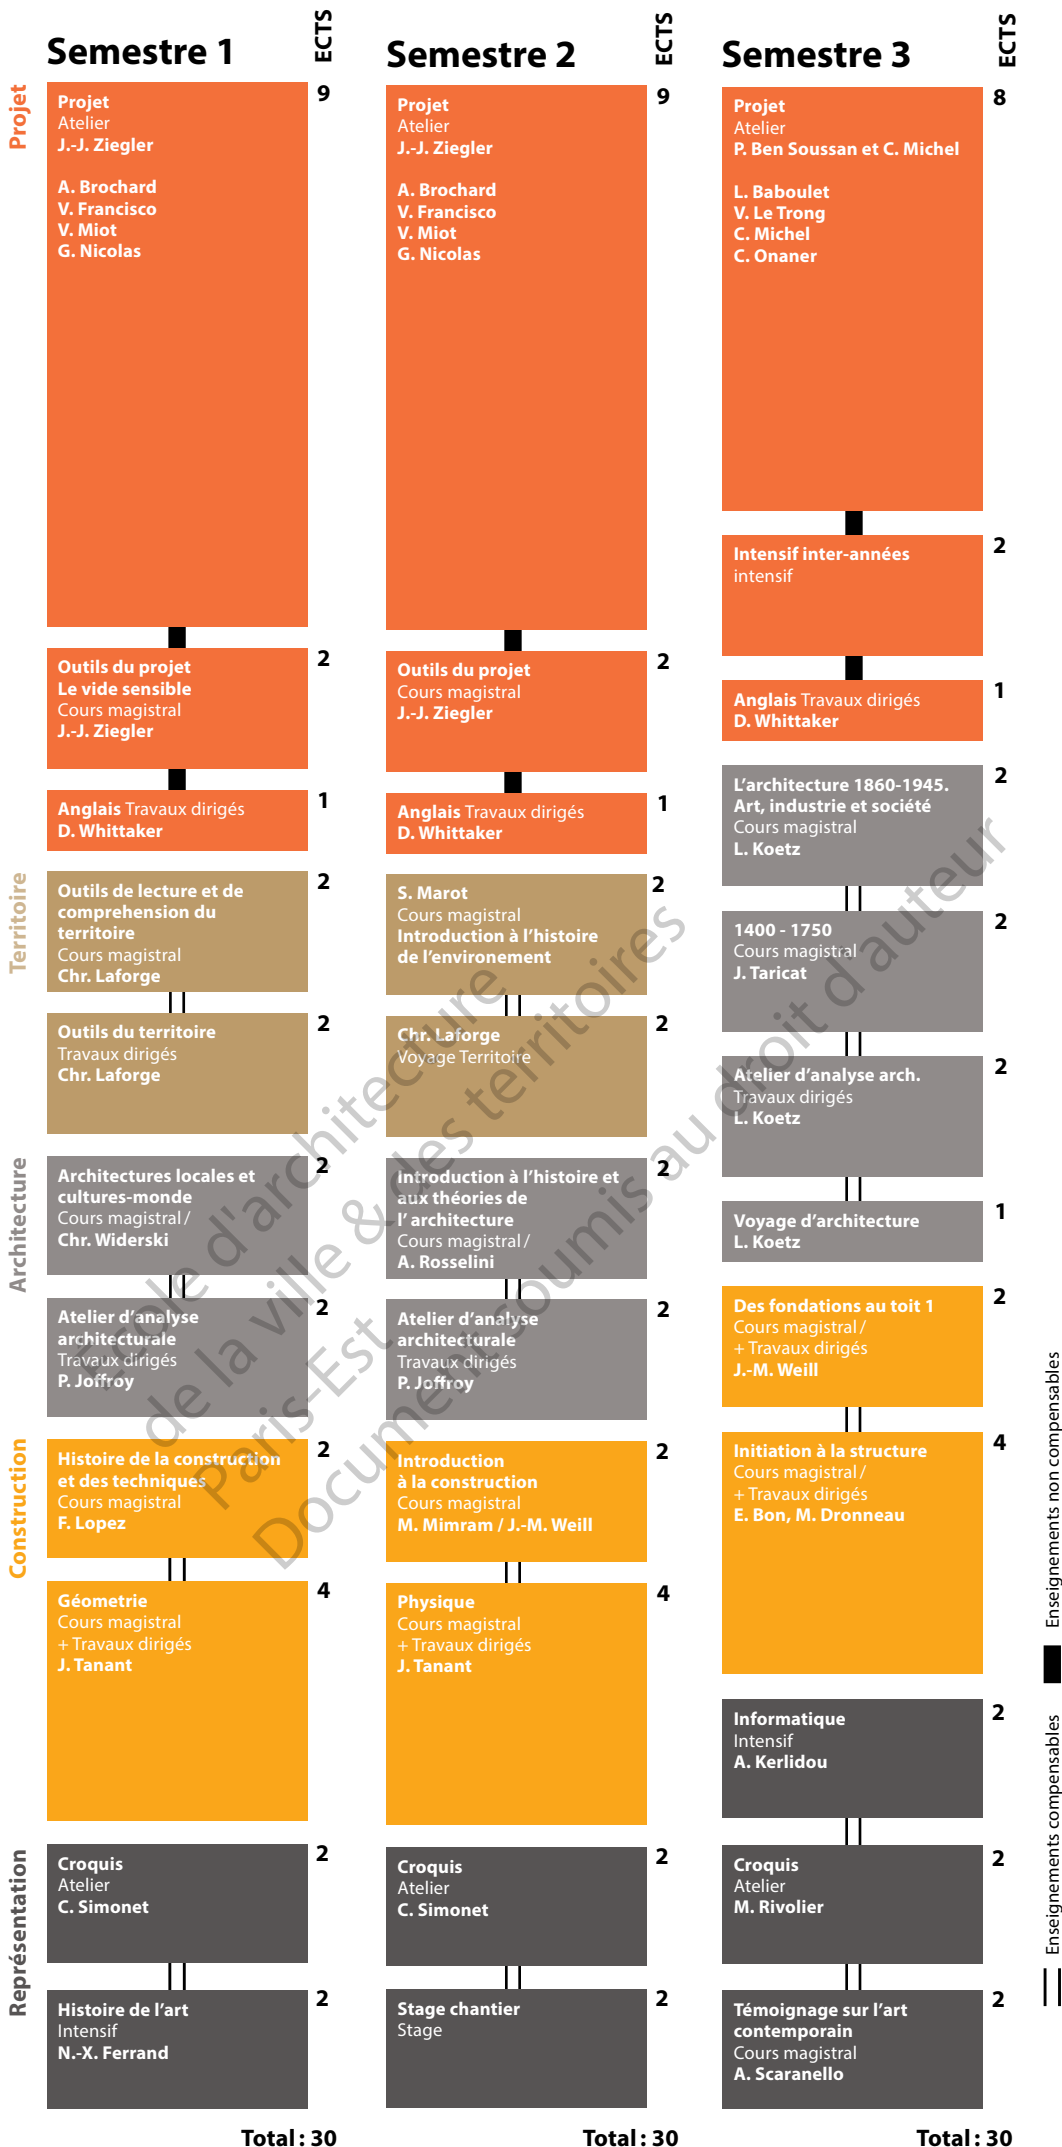 Semestre 1
ECTS
Projet
Projet
Atelier
J.-J. Ziegler
A. Brochard
V. Francisco
V. Miot
G. Nicolas
9
Outils du projet
Le vide sensible
Cours magistral
J.-J. Ziegler
2
Anglais Travaux dirigés
D. Whittaker
1
Territoire
Outils de lecture et de
comprehension du
territoire
Cours magistral
Chr. Laforge
2
Outils du territoire
Travaux dirigés
Chr. Laforge
2
Architecture
Architectures locales et
cultures-monde
Cours magistral /
Chr. Widerski
2
Atelier d’analyse
architecturale
Travaux dirigés
P. Joffroy
2
Construction
Histoire de la construction
et des techniques
Cours magistral
F. Lopez
2
Géometrie
Cours magistral
+ Travaux dirigés
J. Tanant
4
Représentation
Croquis
Atelier
C. Simonet
2
Histoire de l’art
Intensif
N.-X. Ferrand
2
Total : 30
Semestre 2
ECTS
Projet
Atelier
J.-J. Ziegler
A. Brochard
V. Francisco
V. Miot
G. Nicolas
9
Outils du projet
Cours magistral
J.-J. Ziegler
2
Anglais Travaux dirigés
D. Whittaker
1
S. Marot
Cours magistral
Introduction à l’histoire
de l’environement
2
Chr. Laforge
Voyage Territoire
2
Introduction à l’histoire et
aux théories de
l’ architecture
Cours magistral /
A. Rosselini
2
Atelier d’analyse
architecturale
Travaux dirigés
P. Joffroy
2
Introduction
à la construction
Cours magistral
M. Mimram / J.-M. Weill
2
Physique
Cours magistral
+ Travaux dirigés
J. Tanant
4
Croquis
Atelier
C. Simonet
2
Stage chantier
Stage
2
Total : 30
Semestre 3
ECTS
Projet
Atelier
P. Ben Soussan et C. Michel
L. Baboulet
V. Le Trong
C. Michel
C. Onaner
8
Intensif inter-années
intensif
2
Anglais Travaux dirigés
D. Whittaker
1
L’architecture 1860-1945.
Art, industrie et société
Cours magistral
L. Koetz
2
1400 - 1750
Cours magistral
J. Taricat
2
Atelier d’analyse arch.
Travaux dirigés
L. Koetz
2
Voyage d’architecture
L. Koetz
1
Des fondations au toit 1
Cours magistral /
+ Travaux dirigés
J.-M. Weill
2
Initiation à la structure
Cours magistral /
+ Travaux dirigés
E. Bon, M. Dronneau
4
Informatique
Intensif
A. Kerlidou
2
Croquis
Atelier
M. Rivolier
2
Témoignage sur l’art
contemporain
Cours magistral
A. Scaranello
2
Total : 30
Enseignements non compensables
Enseignements compensables
École d'architecture
de la ville & des territoires
Paris-Est
Document soumis au droit d'auteur